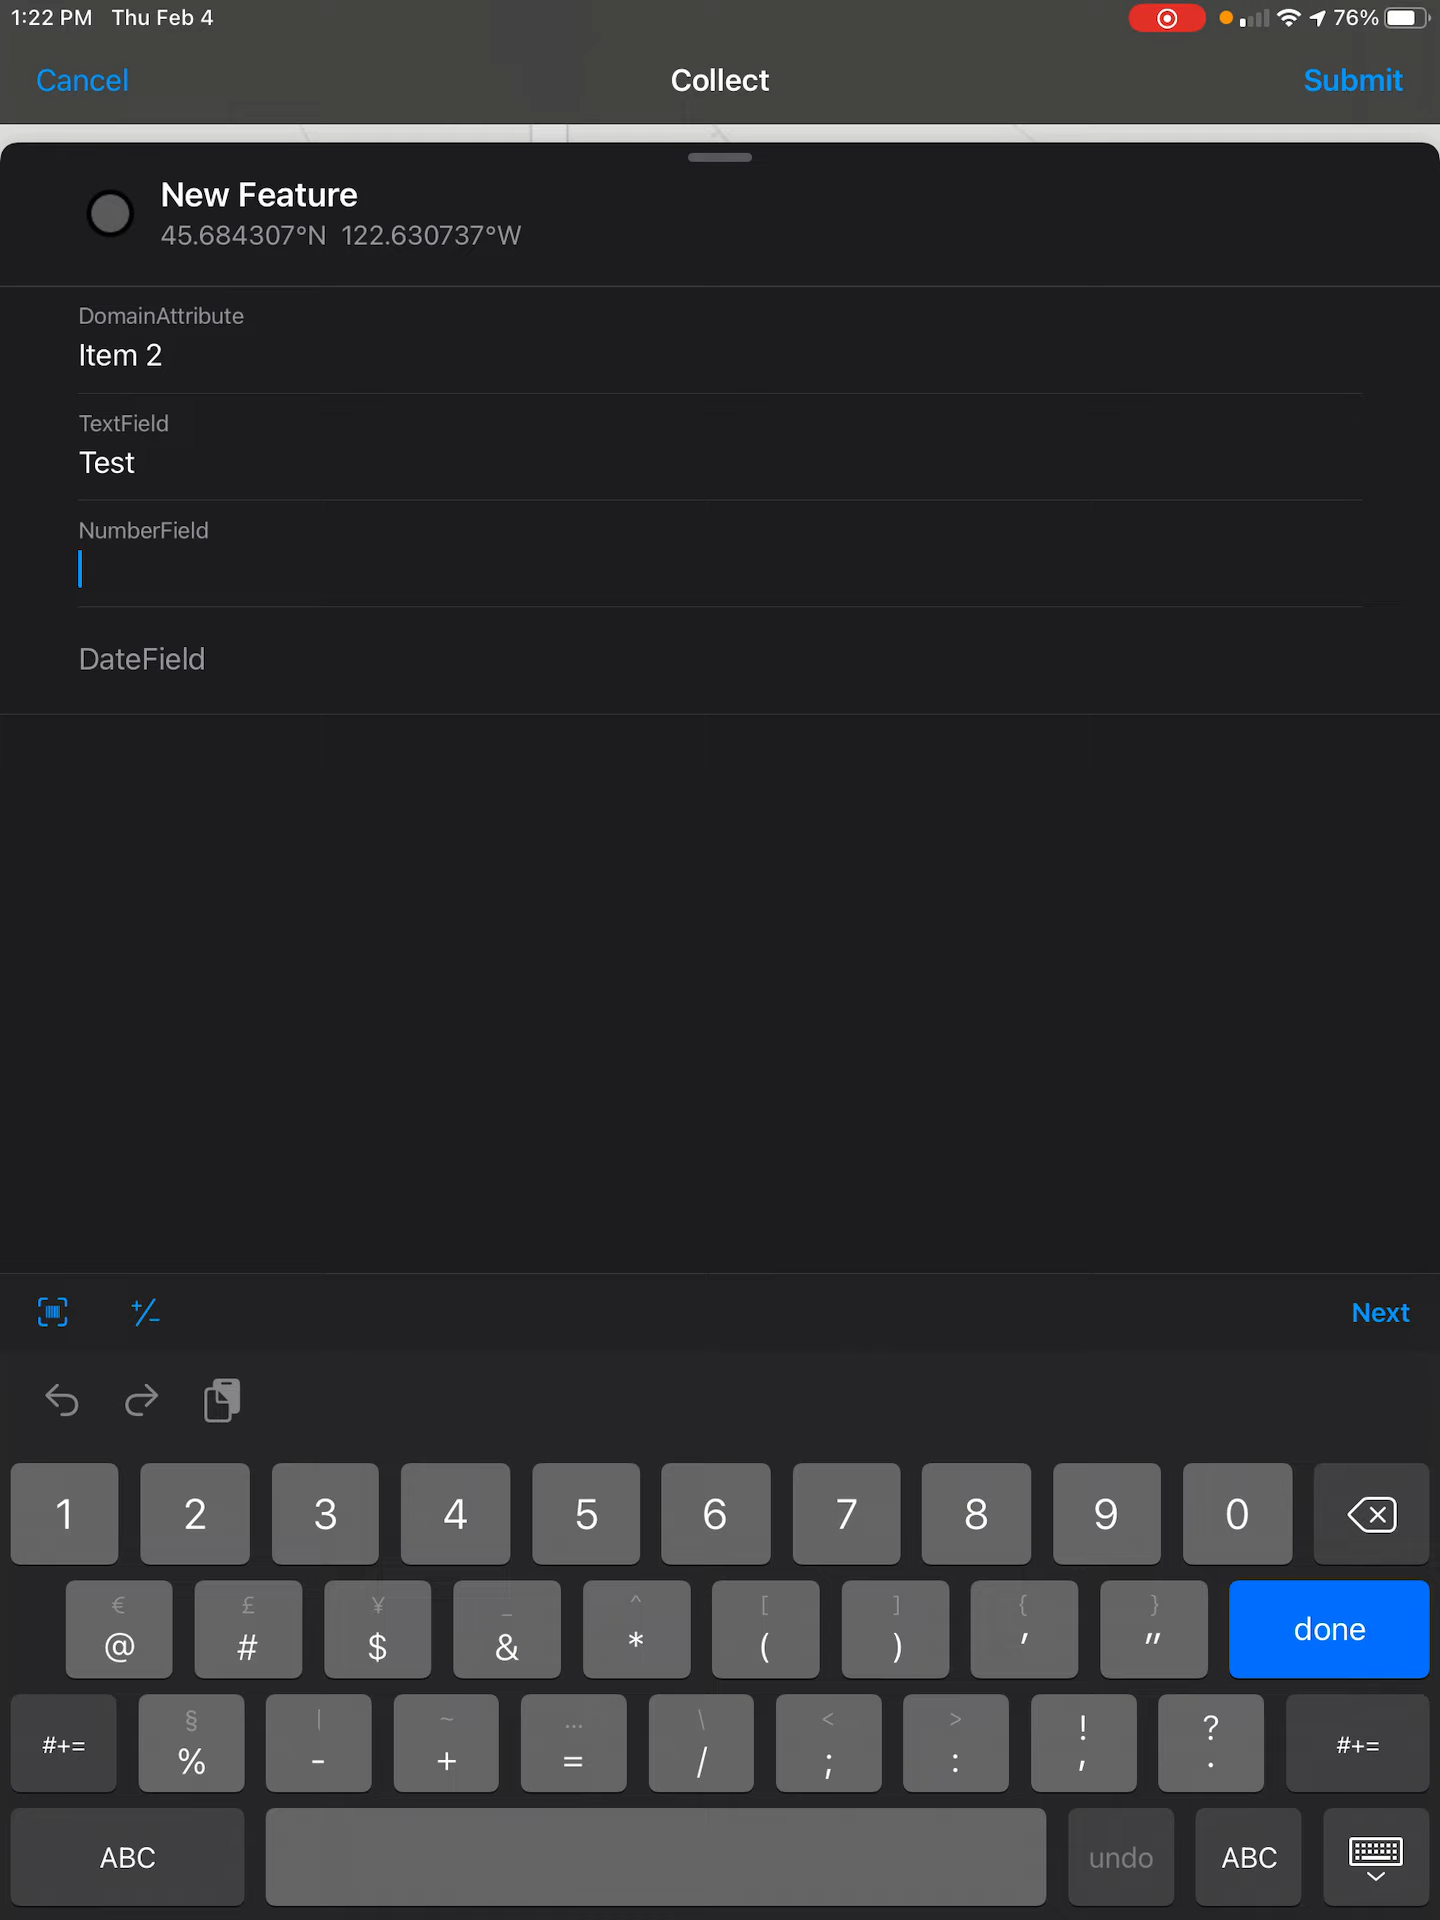 1:22 PM Thu Feb 4 76%
Cancel Collect Submit
New Feature
45.684307°N 122.630737°W
DomainAttribute
Item 2
TextField
Test
NumberField
DateField
+/- Next
1 2 3 4 5 6 7 8 9 0
€ £ ¥ _ ^ [ ] { }
@ # $ & * ( ) ' " done
§ | ~ … \ < > ! ?
#+= % - + = / ; : , . #+=
ABC undo ABC